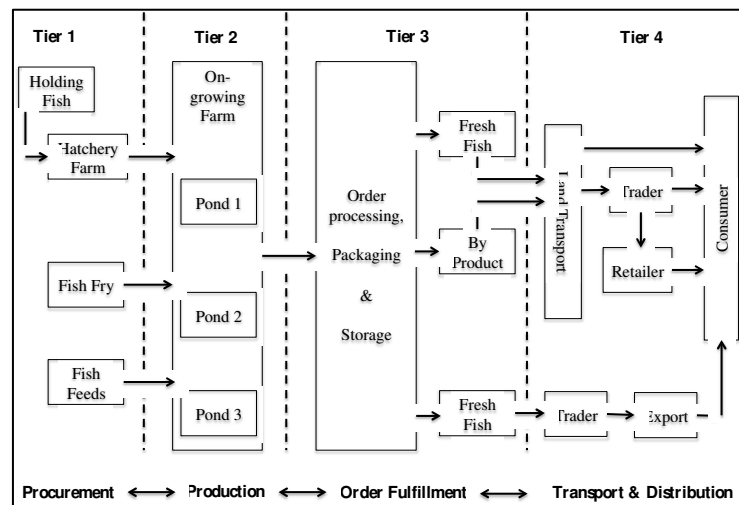 Tier 1
Tier 2
Tier 3
Tier 4
Holding
Fish
Hatchery
Farm
Fish Fry
Fish
Feeds
On-
growing
Farm
Pond 1
Pond 2
Pond 3
Order
processing,
Packaging
&
Storage
Fresh
Fish
By
Product
Fresh
Fish
Land Transport
Trader
Retailer
Consumer
Trader
Export
Procurement
Production
Order Fulfillment
Transport & Distribution